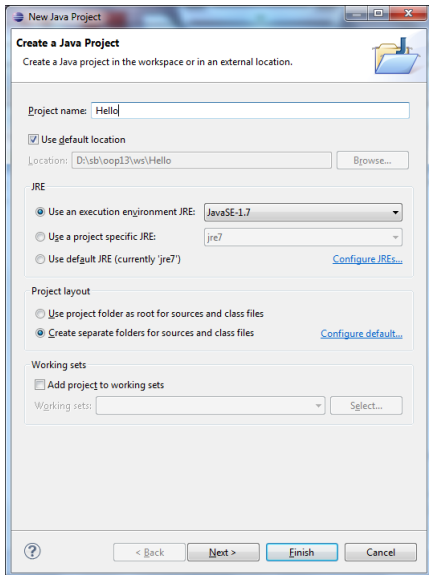 New Java Project
Create a Java Project
Create a Java project in the workspace or in an external location.
Project name: Hello
Use default location
Location: D:\sb\oop13\ws\Hello Browse...
JRE
Use an execution environment JRE: JavaSE-1.7
Use a project specific JRE: jre7
Use default JRE (currently 'jre7') Configure JREs...
Project layout
Use project folder as root for sources and class files
Create separate folders for sources and class files Configure default...
Working sets
Add project to working sets
Working sets: Select...
? < Back Next > Finish Cancel